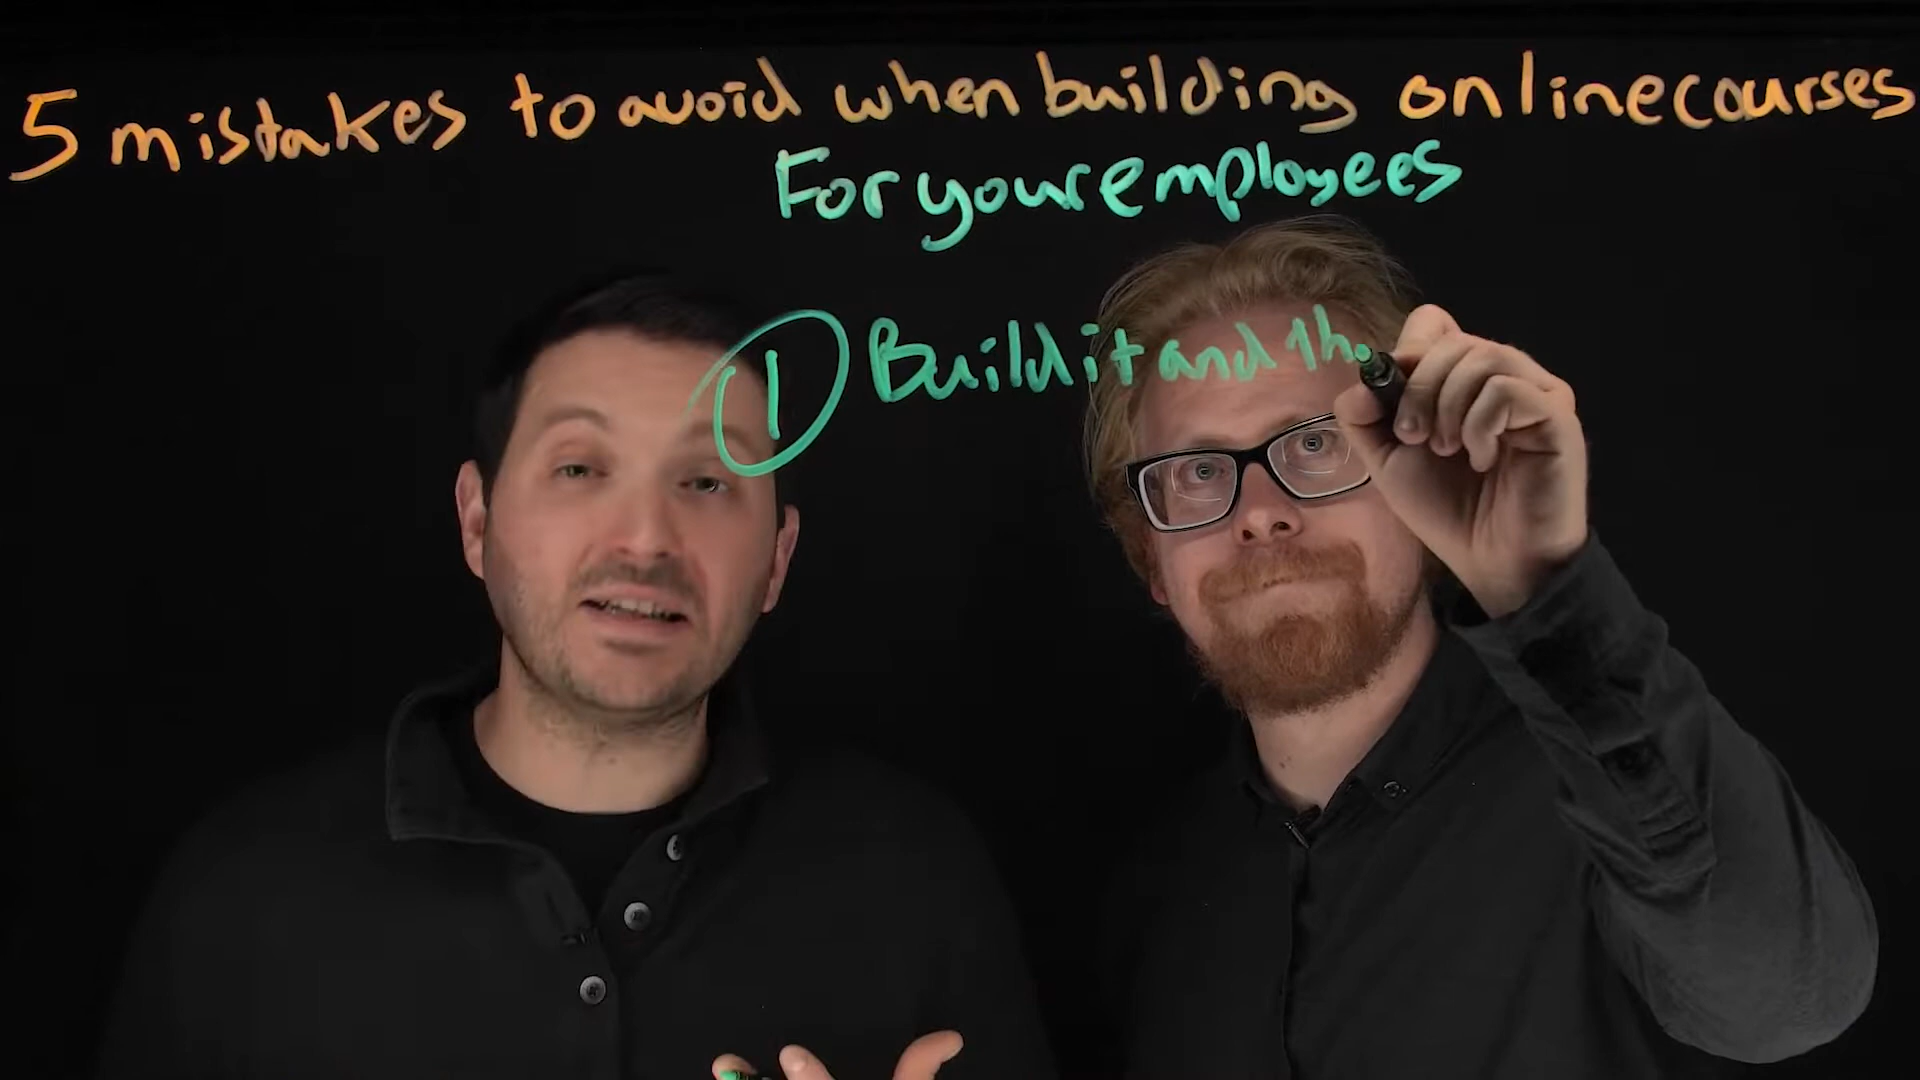 5 mistakes to avoid when building online courses
For your employees
1 Build it and th